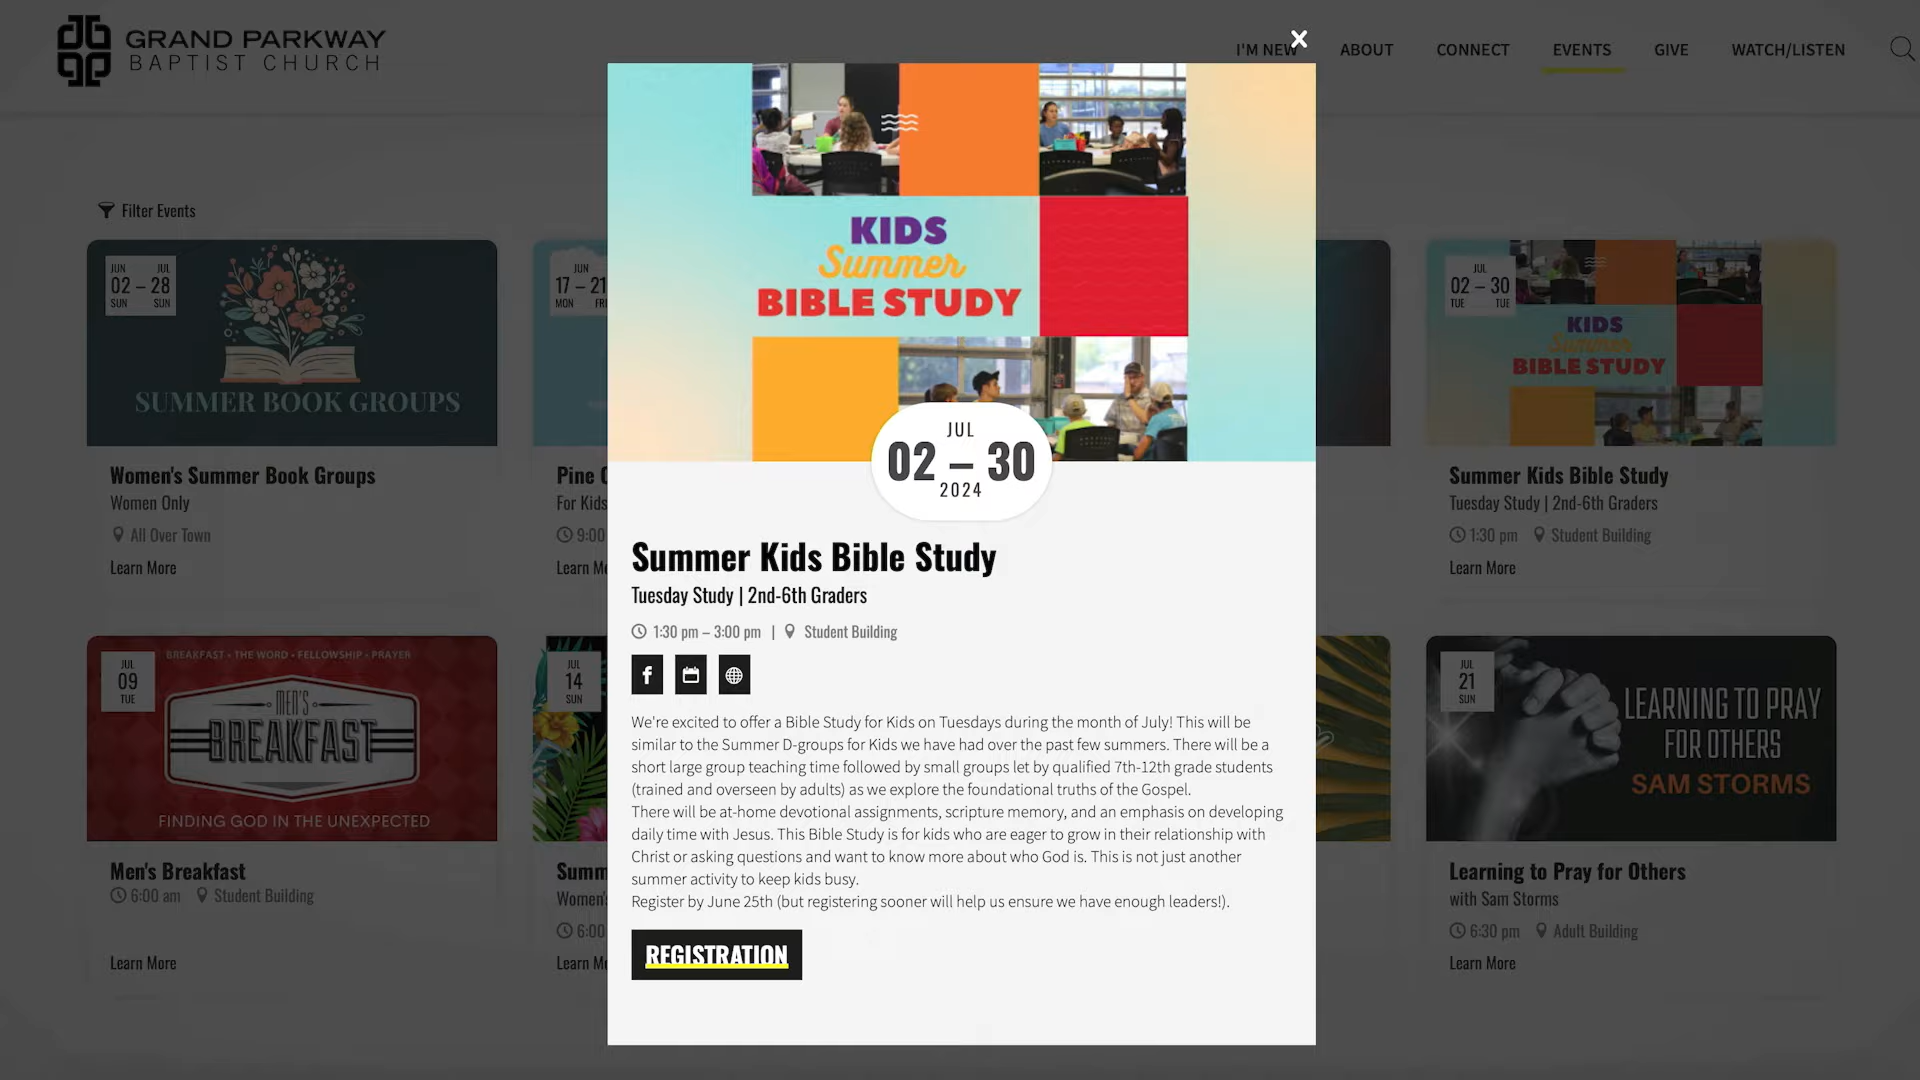 GRAND PARKWAY
BAPTIST CHURCH
I'M NEW
ABOUT
CONNECT
EVENTS
GIVE
WATCH/LISTEN
Filter Events
JUN JUL
02 – 28
SUN SUN
SUMMER BOOK GROUPS
Women's Summer Book Groups
Women Only
All Over Town
Learn More
JUN
17 – 21
MON
Pine
For Kids
9:00
Learn
KIDS
Summer
BIBLE STUDY
JUL
02 – 30
2024
Summer Kids Bible Study
Tuesday Study | 2nd-6th Graders
1:30 pm – 3:00 pm | Student Building
We're excited to offer a Bible Study for Kids on Tuesdays during the month of July! This will be
similar to the Summer D-groups for Kids we have had over the past few summers. There will be a
short large group teaching time followed by small groups let by qualified 7th-12th grade students
(trained and overseen by adults) as we explore the foundational truths of the Gospel.
There will be at-home devotional assignments, scripture memory, and an emphasis on developing
daily time with Jesus. This Bible Study is for kids who are eager to grow in their relationship with
Christ or asking questions and want to know more about who God is. This is not just another
summer activity to keep kids busy.
Register by June 25th (but registering sooner will help us ensure we have enough leaders!).
REGISTRATION
JUL
02 – 30
TUE TUE
KIDS
Summer
BIBLE STUDY
Summer Kids Bible Study
Tuesday Study | 2nd-6th Graders
1:30 pm Student Building
Learn More
BREAKFAST • THE WORD • FELLOWSHIP • PRAYER
JUL
09
TUE
MEN'S
BREAKFAST
FINDING GOD IN THE UNEXPECTED
Men's Breakfast
6:00 am Student Building
Learn More
JUL
14
SUN
Women's
6:00
Learn
JUL
21
SUN
LEARNING TO PRAY
FOR OTHERS
SAM STORMS
Learning to Pray for Others
with Sam Storms
6:30 pm Adult Building
Learn More